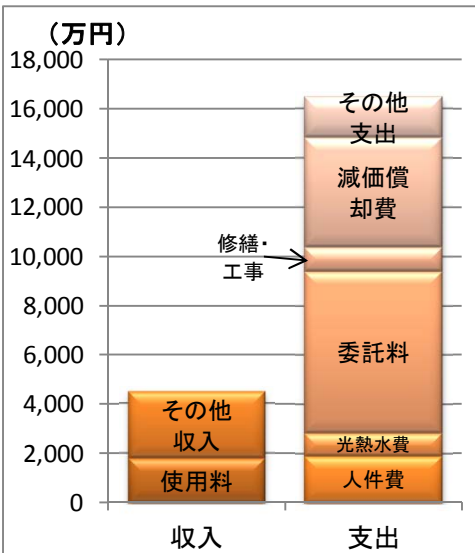 （万円）
18,000
16,000
14,000
12,000
10,000
8,000
6,000
4,000
2,000
0
その他
収入
使用料
その他
支出
減価償
却費
修繕・
工事
委託料
光熱水費
人件費
収入
支出